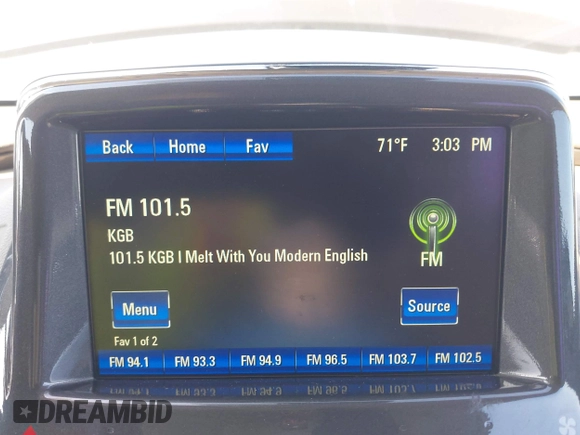 Back Home Fav 71°F 3:03 PM
FM 101.5
KGB
101.5 KGB I Melt With You Modern English
FM
Menu Source
Fav 1 of 2
FM 94.1 FM 93.3 FM 94.9 FM 96.5 FM 103.7 FM 102.5
DREAMBID